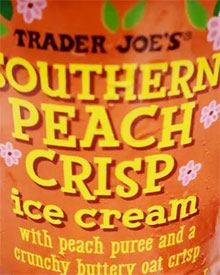 TRADER JOE'S®
SOUTHERN
PEACH
CRISP
ice cream
with peach puree and a
crunchy buttery oat crisp